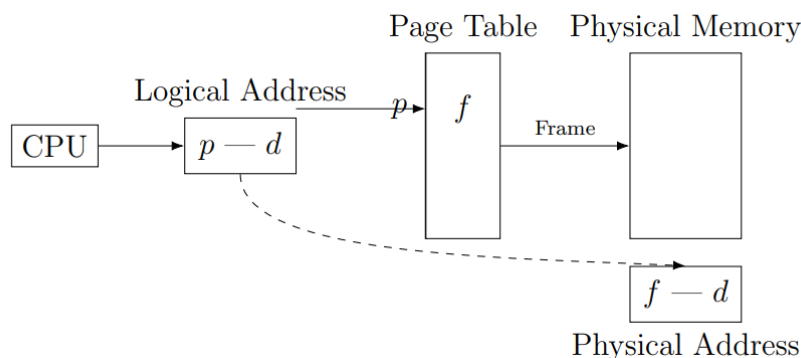 Page Table
Physical Memory
Logical Address
p
f
CPU
p — d
Frame
f — d
Physical Address